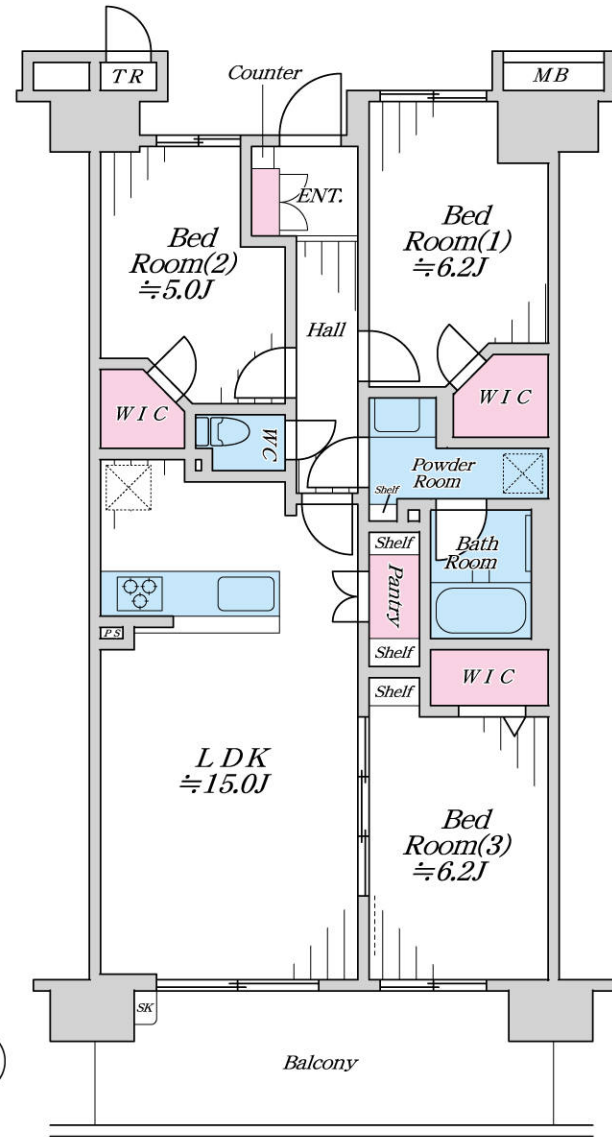 TR
Counter
MB
ENT.
Bed
Room(2)
≒5.0J
Bed
Room(1)
≒6.2J
Hall
WIC
WC
WIC
Powder
Room
Shelf
Shelf
Pantry
Shelf
Bath
Room
PS
WIC
Shelf
LDK
≒15.0J
Bed
Room(3)
≒6.2J
SK
Balcony